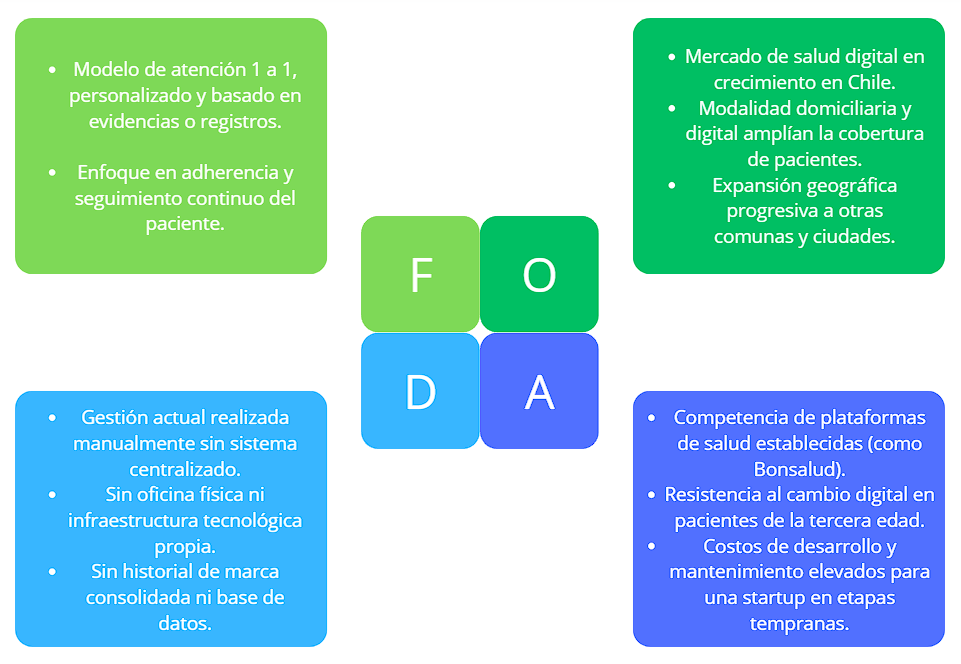 • Modelo de atención 1 a 1,
personalizado y basado en
evidencias o registros.
• Enfoque en adherencia y
seguimiento continuo del
paciente.
• Mercado de salud digital en
crecimiento en Chile.
• Modalidad domiciliaria y
digital amplían la cobertura
de pacientes.
• Expansión geográfica
progresiva a otras
comunas y ciudades.
F
O
D
A
• Gestión actual realizada
manualmente sin sistema
centralizado.
• Sin oficina física ni
infraestructura tecnológica
propia.
• Sin historial de marca
consolidada ni base de
datos.
• Competencia de plataformas
de salud establecidas (como
Bonsalud).
• Resistencia al cambio digital en
pacientes de la tercera edad.
• Costos de desarrollo y
mantenimiento elevados para
una startup en etapas
tempranas.